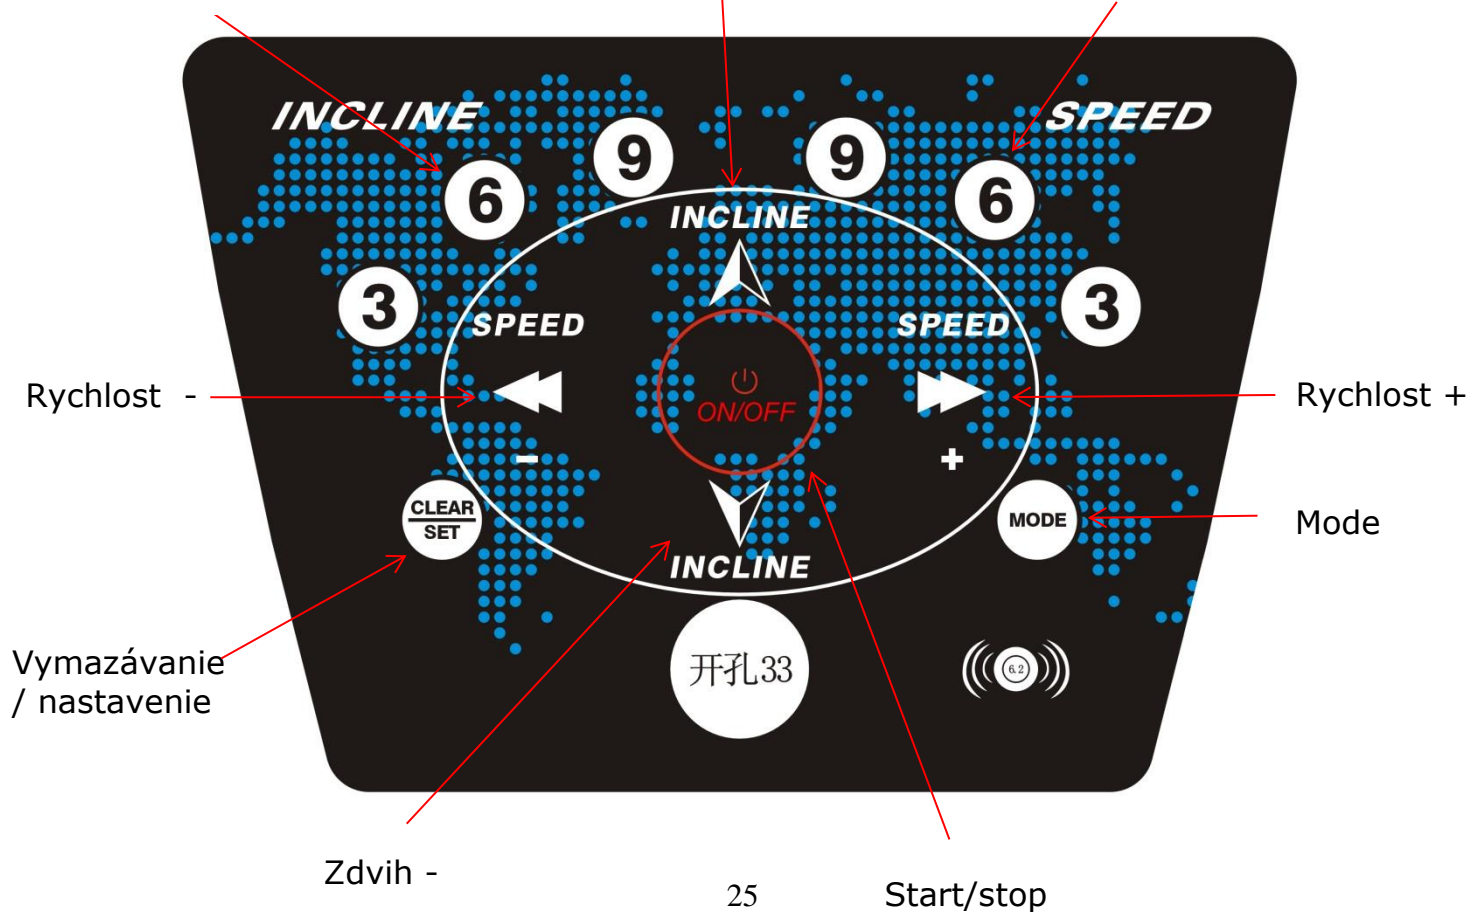 INCLINE
SPEED
9
9
6
6
INCLINE
3
3
SPEED
SPEED
Rychlost -
Rychlost +
ON/OFF
-
+
CLEAR
SET
MODE
Mode
INCLINE
Vymazávanie
/ nastavenie
开孔33
6.2
Zdvih -
25
Start/stop